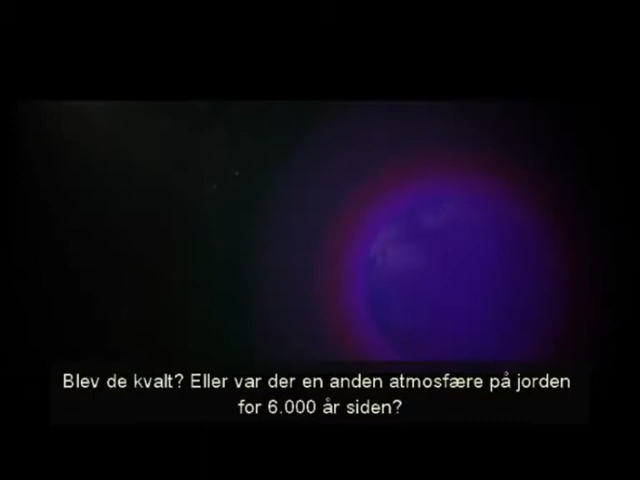 Blev de kvalt? Eller var der en anden atmosfære på jorden
for 6.000 år siden?